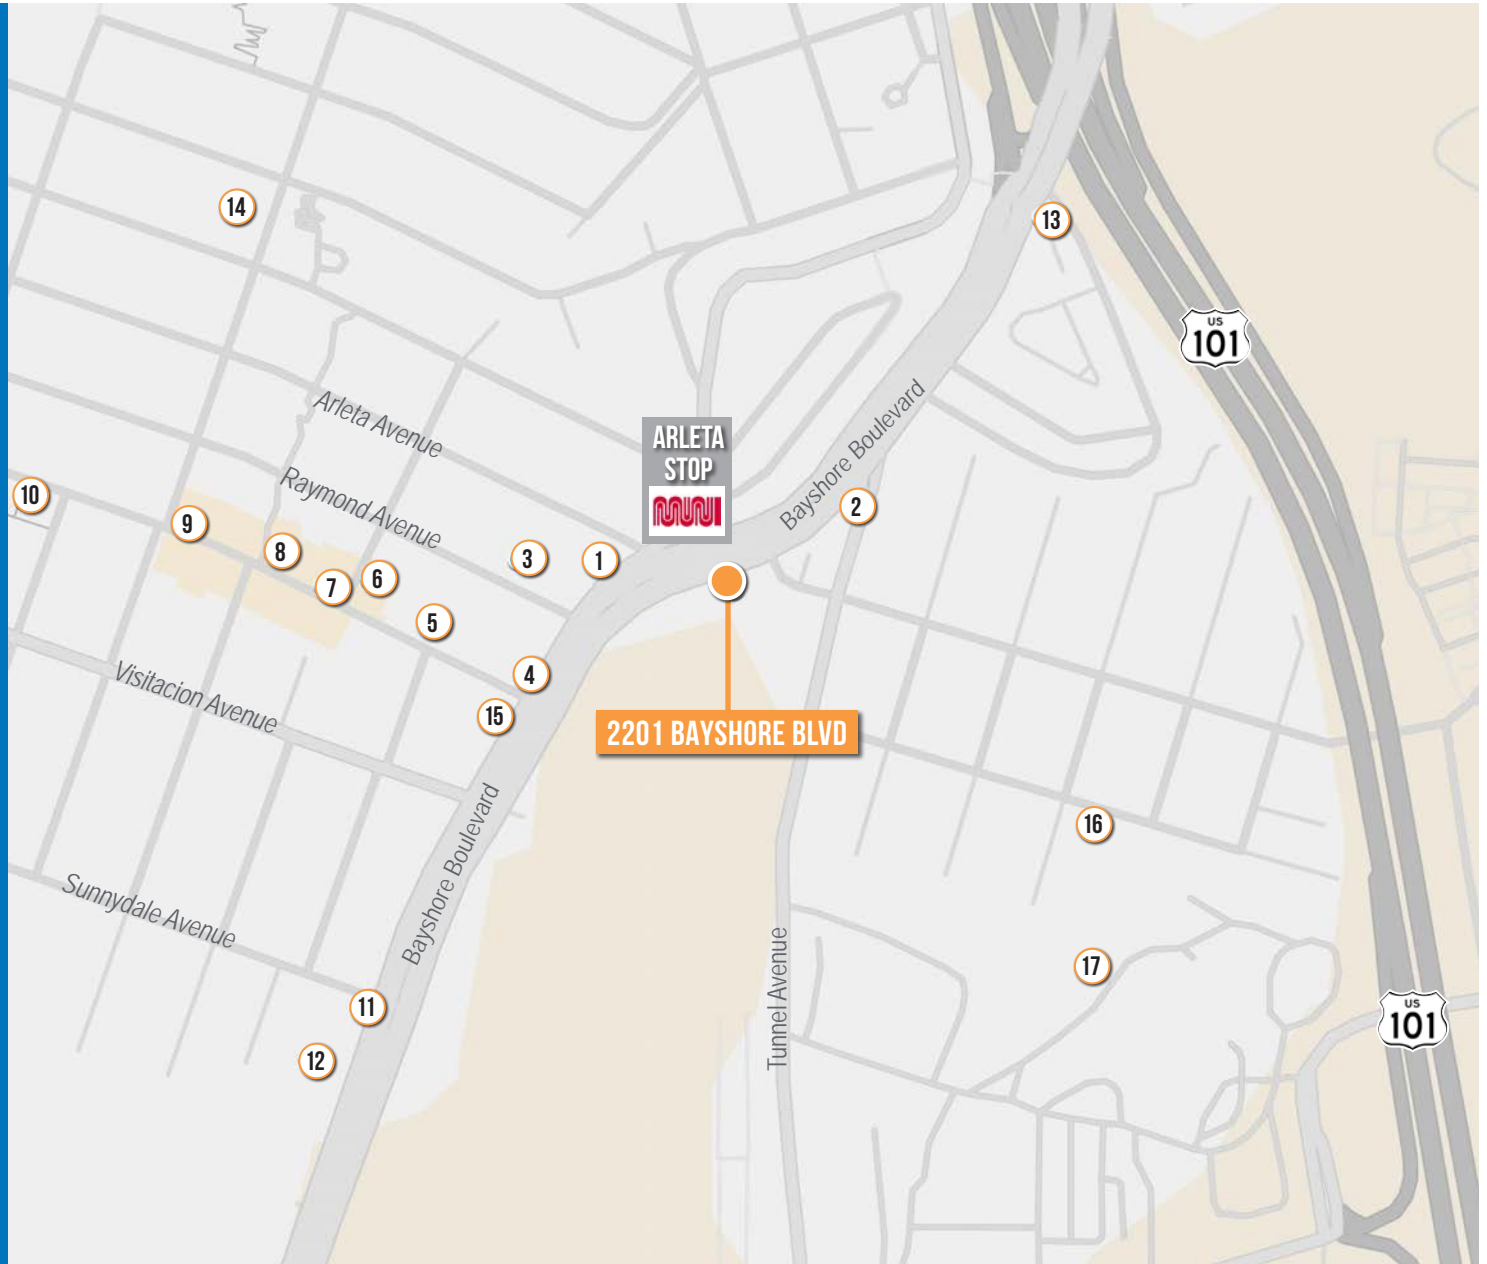 14
13
US
101
Arleta Avenue
ARLETA
STOP
MUNI
Bayshore Boulevard
Raymond Avenue
10
9
8
7
6
3
1
2
5
4
15
Visitacion Avenue
2201 BAYSHORE BLVD
16
Bayshore Boulevard
Sunnydale Avenue
Tunnel Avenue
17
11
12
US
101